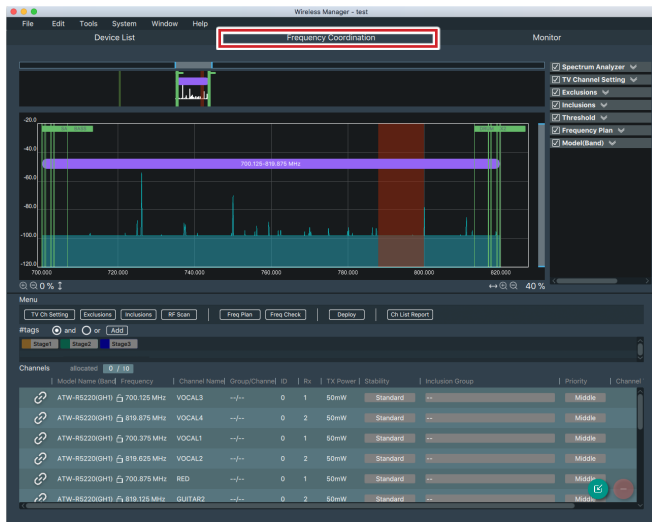 Wireless Manager - test
File Edit Tools System Window Help
Device List Frequency Coordination Monitor
Spectrum Analyzer
TV Channel Setting
Exclusions
Inclusions
Threshold
Frequency Plan
Model(Band)
-20.0
-40.0
700.125-819.875 MHz
-60.0
-80.0
-100.0
-120.0
700.000 720.000 740.000 760.000 780.000 800.000 820.000
0 % 40 %
Menu
TV Ch Setting Exclusions Inclusions RF Scan Freq Plan Freq Check Deploy Ch List Report
#tags and or Add
Stage1 Stage2 Stage3
Channels allocated 0 / 10
Model Name (Band) Frequency Channel Name Group/Channel ID Rx TX Power Stability Inclusion Group Priority Channel
ATW-R5220(GH1) 700.125 MHz VOCAL3 --/-- 0 1 50mW Standard -- Middle
ATW-R5220(GH1) 819.875 MHz VOCAL4 --/-- 0 2 50mW Standard -- Middle
ATW-R5220(GH1) 700.375 MHz VOCAL1 --/-- 0 1 50mW Standard -- Middle
ATW-R5220(GH1) 819.625 MHz VOCAL2 --/-- 0 2 50mW Standard -- Middle
ATW-R5220(GH1) 700.875 MHz RED --/-- 0 1 50mW Standard -- Middle
ATW-R5220(GH1) 819.125 MHz GUITAR2 --/-- 0 2 50mW Standard -- Middle